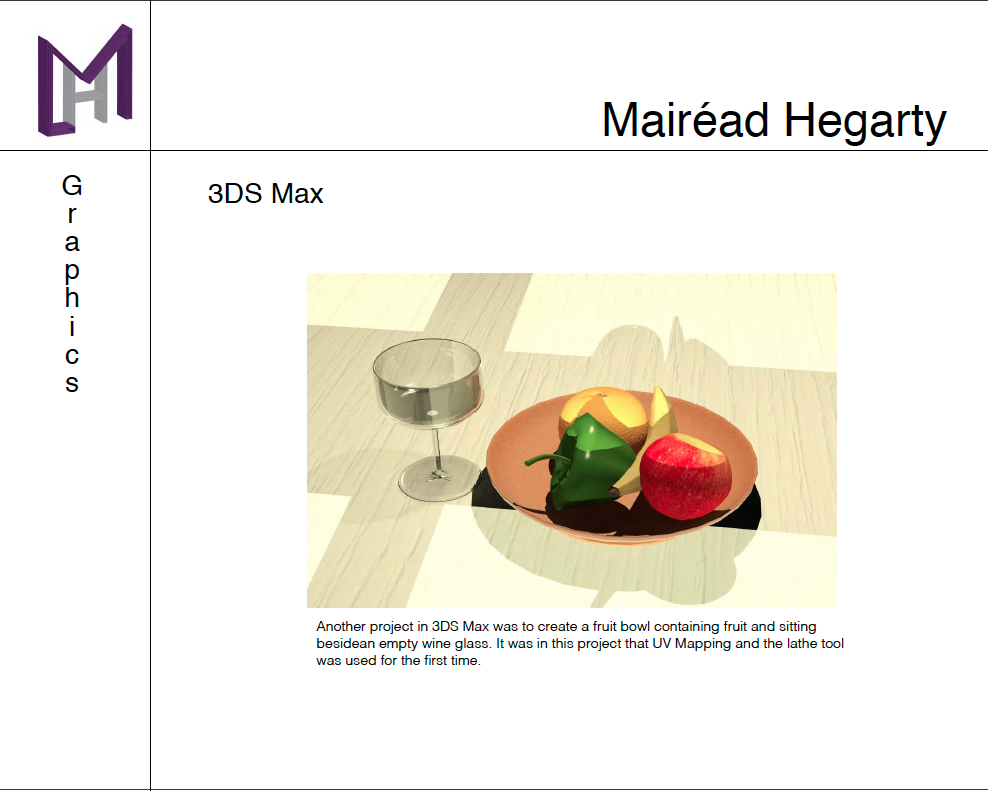 MH
Mairéad Hegarty
Graphics
3DS Max
Another project in 3DS Max was to create a fruit bowl containing fruit and sitting
besidean empty wine glass. It was in this project that UV Mapping and the lathe tool
was used for the first time.